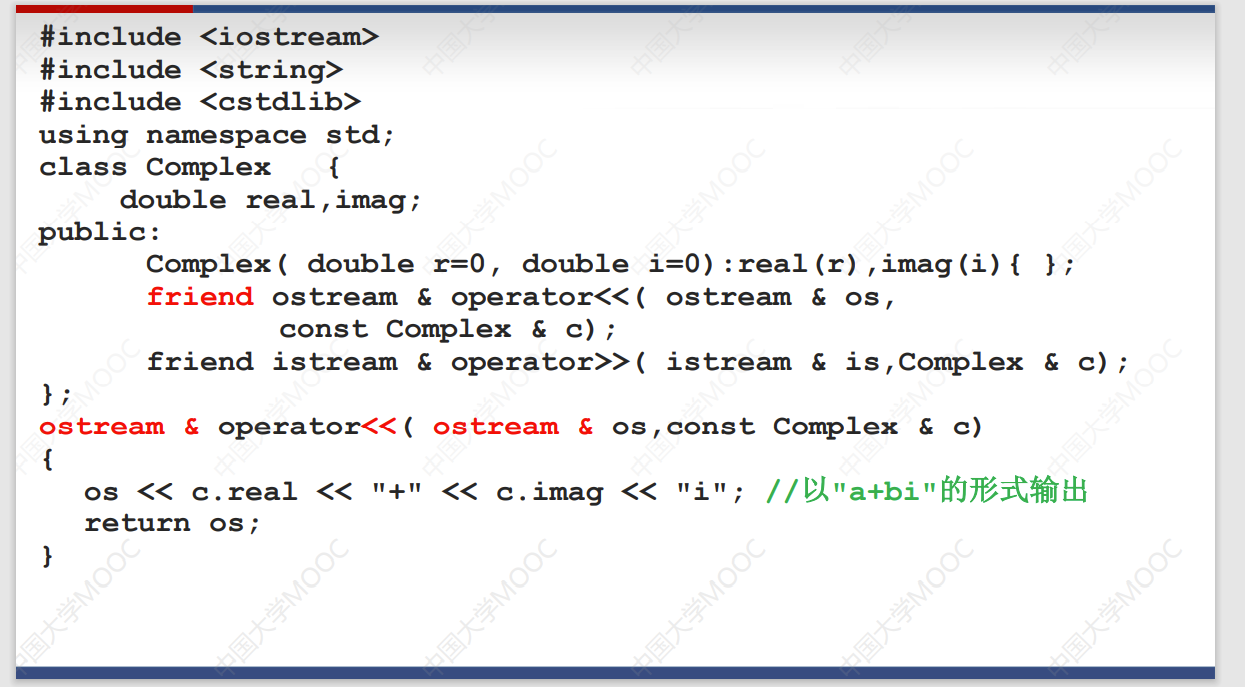 #include <iostream>
#include <string>
#include <cstdlib>
using namespace std;
class Complex {
double real,imag;
public:
Complex( double r=0, double i=0):real(r),imag(i){ };
friend ostream & operator<<( ostream & os,
const Complex & c);
friend istream & operator>>( istream & is,Complex & c);
};
ostream & operator<<( ostream & os,const Complex & c)
{
os << c.real << "+" << c.imag << "i"; //以"a+bi"的形式输出
return os;
}
中国大学MOOC